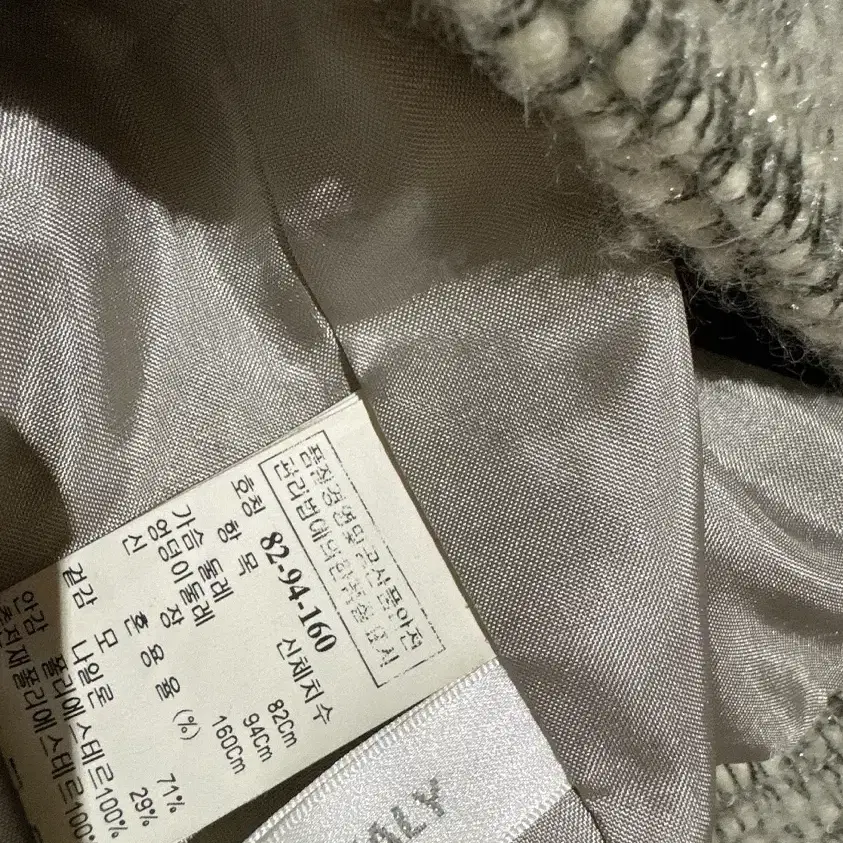 품질경영및공산품안전
관리법에의한품질표시
호칭 82-94-160
항 목 신체치수
가슴 둘레 82Cm
엉덩이둘레 94Cm
신 장 160Cm
혼 용 율 (%)
겉감 모 71%
나일론 29%
안감 폴리에스테르100%
충전재폴리에스테르100%
ALY